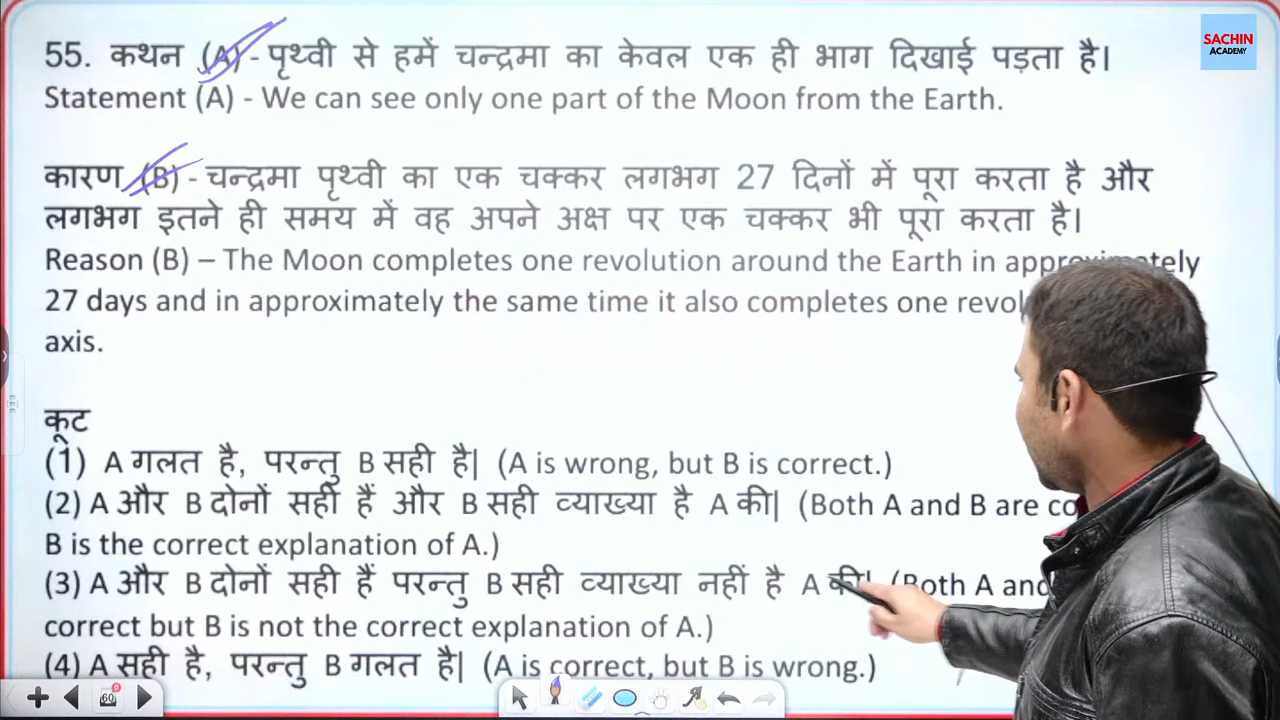 SACHIN
ACADEMY
55. कथन (A) - पृथ्वी से हमें चन्द्रमा का केवल एक ही भाग दिखाई पड़ता है।
Statement (A) - We can see only one part of the Moon from the Earth.
कारण (B) - चन्द्रमा पृथ्वी का एक चक्कर लगभग 27 दिनों में पूरा करता है और
लगभग इतने ही समय में वह अपने अक्ष पर एक चक्कर भी पूरा करता है।
Reason (B) – The Moon completes one revolution around the Earth in approximately
27 days and in approximately the same time it also completes one
axis.
कूट
(1) A गलत है, परन्तु B सही है| (A is wrong, but B is correct.)
(2) A और B दोनों सही हैं और B सही व्याख्या है A की| (Both A and B are
B is the correct explanation of A.)
(3) A और B दोनों सही हैं परन्तु B सही व्याख्या नहीं है A की| (Both A and
correct but B is not the correct explanation of A.)
(4) A सही है, परन्तु B गलत है| (A is correct, but B is wrong.)
60